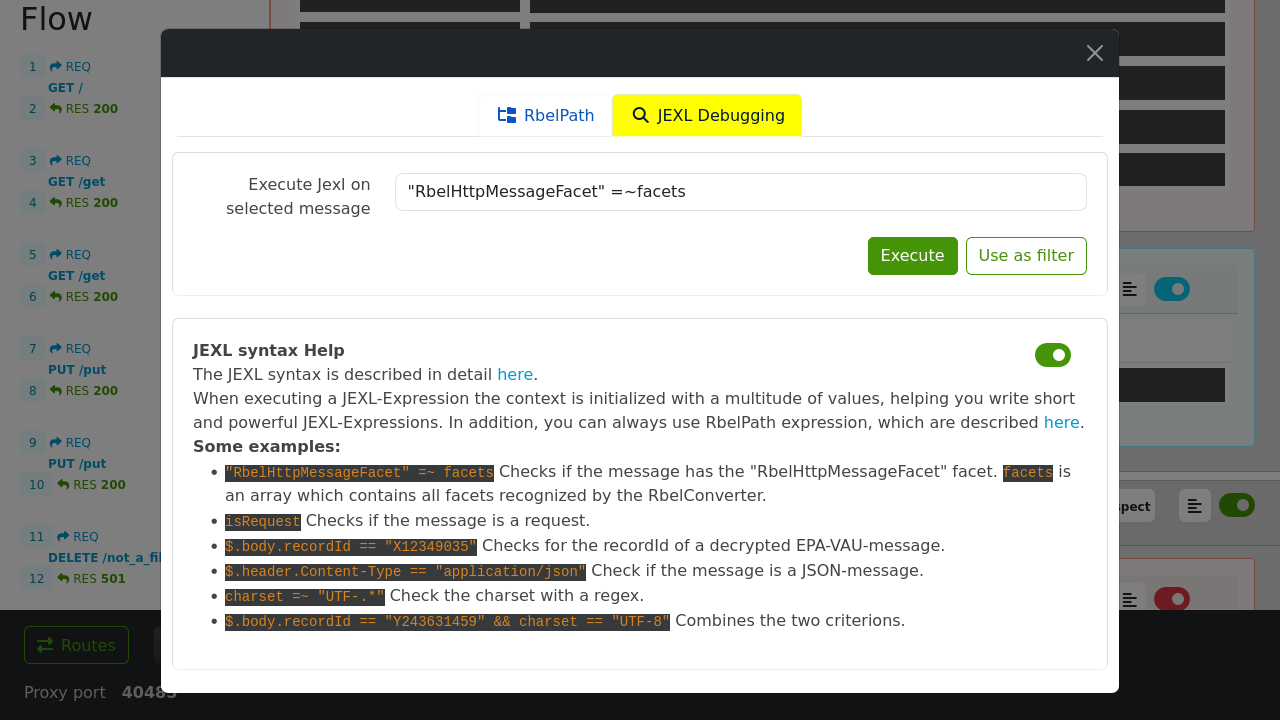 Flow
1 REQ
GET /
2 RES 200
3 REQ
GET /get
4 RES 200
5 REQ
GET /get
6 RES 200
7 REQ
PUT /put
8 RES 200
9 REQ
PUT /put
10 RES 200
11 REQ
DELETE /not_a_fil
12 RES 501
Routes
Proxy port 40483
RbelPath
JEXL Debugging
Execute Jexl on
selected message
"RbelHttpMessageFacet" =~facets
Execute
Use as filter
JEXL syntax Help
The JEXL syntax is described in detail here.
When executing a JEXL-Expression the context is initialized with a multitude of values, helping you write short
and powerful JEXL-Expressions. In addition, you can always use RbelPath expression, which are described here.
Some examples:
• "RbelHttpMessageFacet" =~ facets Checks if the message has the "RbelHttpMessageFacet" facet. facets is
an array which contains all facets recognized by the RbelConverter.
• isRequest Checks if the message is a request.
• $.body.recordId == "X12349035" Checks for the recordId of a decrypted EPA-VAU-message.
• $.header.Content-Type == "application/json" Check if the message is a JSON-message.
• charset =~ "UTF-.*" Check the charset with a regex.
• $.body.recordId == "Y243631459" && charset == "UTF-8" Combines the two criterions.
spect